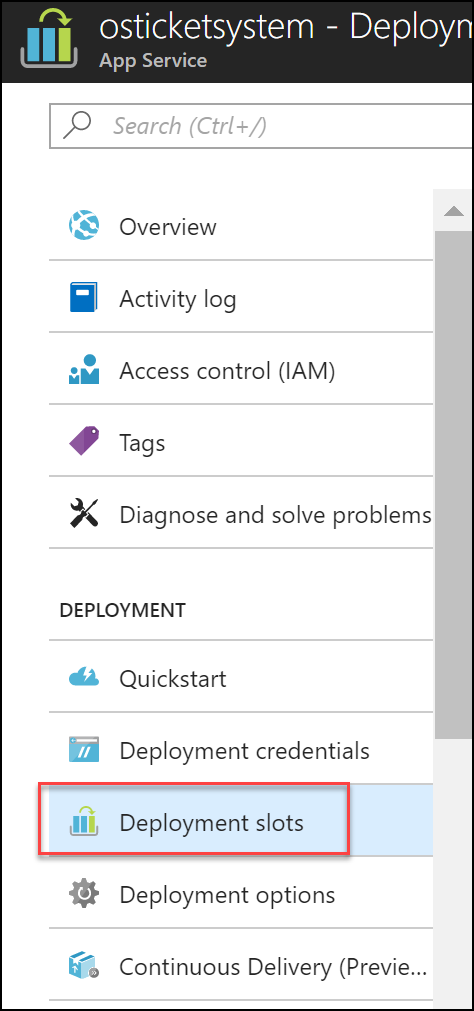 osticketsystem - Deploym
App Service
Search (Ctrl+/)
Overview
Activity log
Access control (IAM)
Tags
Diagnose and solve problems
DEPLOYMENT
Quickstart
Deployment credentials
Deployment slots
Deployment options
Continuous Delivery (Previe...